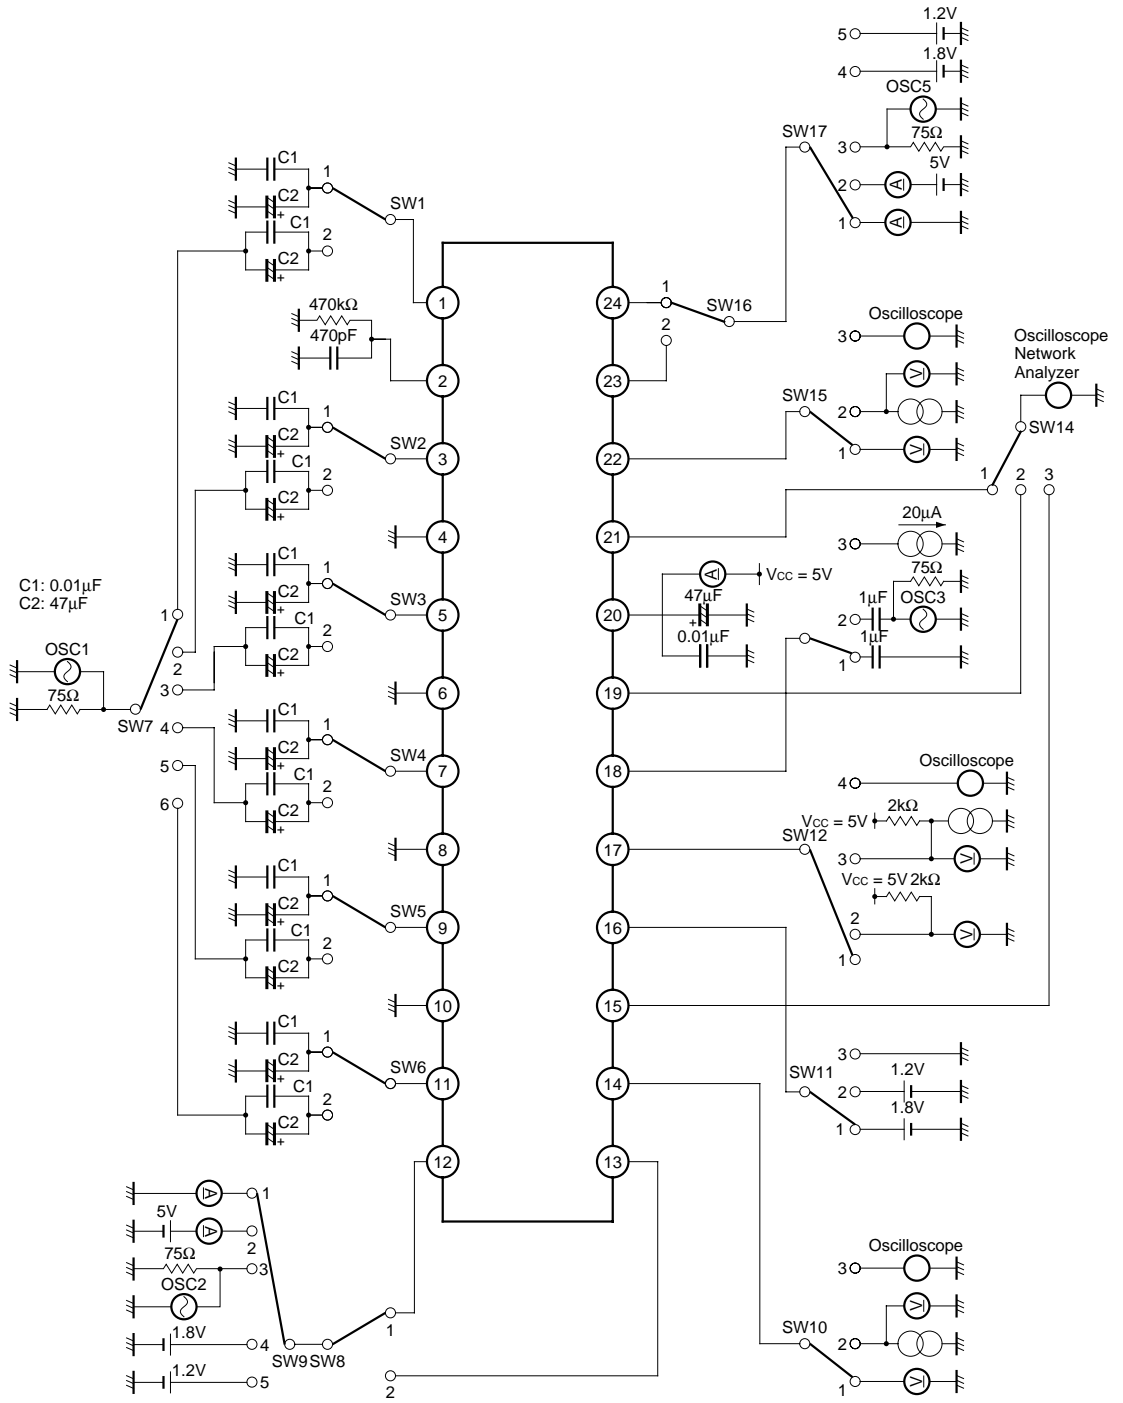 1.2V
5
1.8V
4
OSC5
75Ω
SW17
3
5V
2
A
1
A
C1
1
C2
+
SW1
C1
2
C2
+
470kΩ
470pF
1
24
1
SW16
2
2
23
Oscilloscope
3
V
SW15
2
1
V
Oscilloscope
Network
Analyzer
SW14
1
2
3
C1
1
C2
+
SW2
C1
2
C2
+
3
22
4
21
20µA
3
75Ω
1µF
2
OSC3
1µF
1
A
VCC = 5V
47µF
+
0.01µF
C1
1
C2
+
SW3
C1
2
C2
+
5
20
C1: 0.01µF
C2: 47µF
1
2
3
OSC1
75Ω
SW7
4
5
6
6
19
C1
1
C2
+
SW4
C1
2
C2
+
7
18
Oscilloscope
4
2kΩ
VCC = 5V
SW12
3
V
VCC = 5V 2kΩ
2
V
1
8
17
C1
1
C2
+
SW5
C1
2
C2
+
9
16
10
15
C1
1
C2
+
SW6
C1
2
C2
+
11
14
3
SW11
1.2V
2
1.8V
1
12
13
A
1
5V
A
2
75Ω
3
OSC2
1.8V
4
SW9
SW8
1
1.2V
5
2
Oscilloscope
3
V
SW10
2
1
V